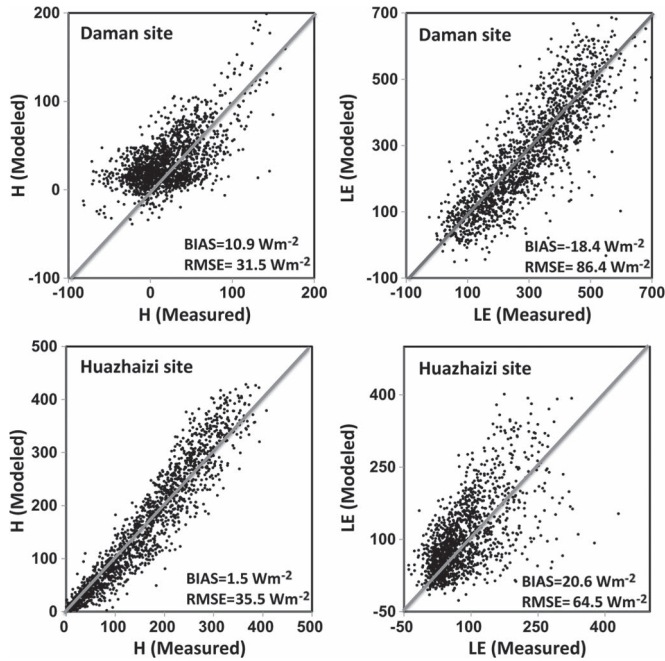 Daman site
H (Modeled)
200
100
0
-100
-100
0
100
200
BIAS=10.9 Wm-2
RMSE= 31.5 Wm-2
H (Measured)
Daman site
LE (Modeled)
700
500
300
100
-100
-100
100
300
500
700
BIAS=-18.4 Wm-2
RMSE= 86.4 Wm-2
LE (Measured)
Huazhaizi site
H (Modeled)
500
400
300
200
100
0
0
100
200
300
400
500
BIAS=1.5 Wm-2
RMSE=35.5 Wm-2
H (Measured)
Huazhaizi site
LE (Modeled)
400
250
100
-50
-50
100
250
400
BIAS=20.6 Wm-2
RMSE= 64.5 Wm-2
LE (Measured)